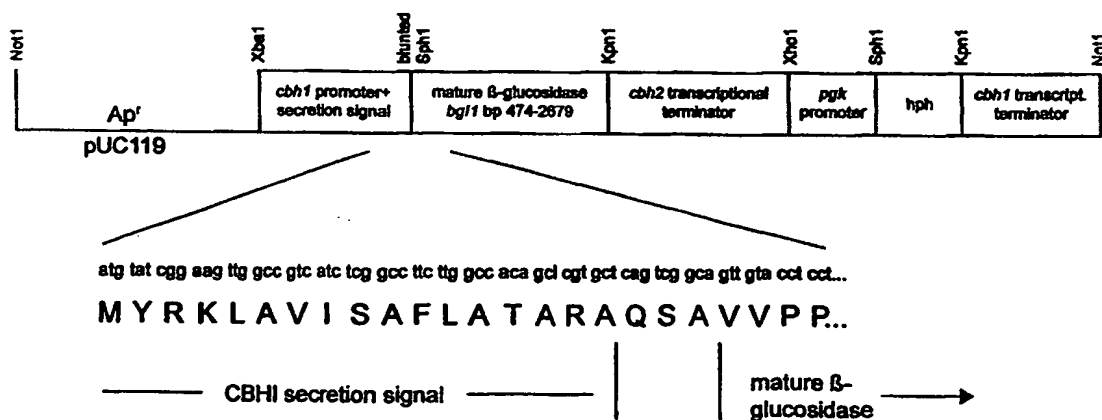 Not1 Xba1 blunted Sph1 Kpn1 Xho1 Sph1 Kpn1 Not1
cbh1 promoter+
secretion signal
mature ß-glucosidase
bgl1 bp 474-2679
cbh2 transcriptional
terminator
pgk
promoter
hph
cbh1 transcript.
terminator
Apʳ
pUC119
atg tat cgg aag ttg gcc gtc atc tcg gcc ttc ttg gcc aca gcl cgt gct cag tcg gca gtt gta cct cct...
M Y R K L A V I S A F L A T A R A Q S A V V P P...
CBHI secretion signal
mature ß-
glucosidase